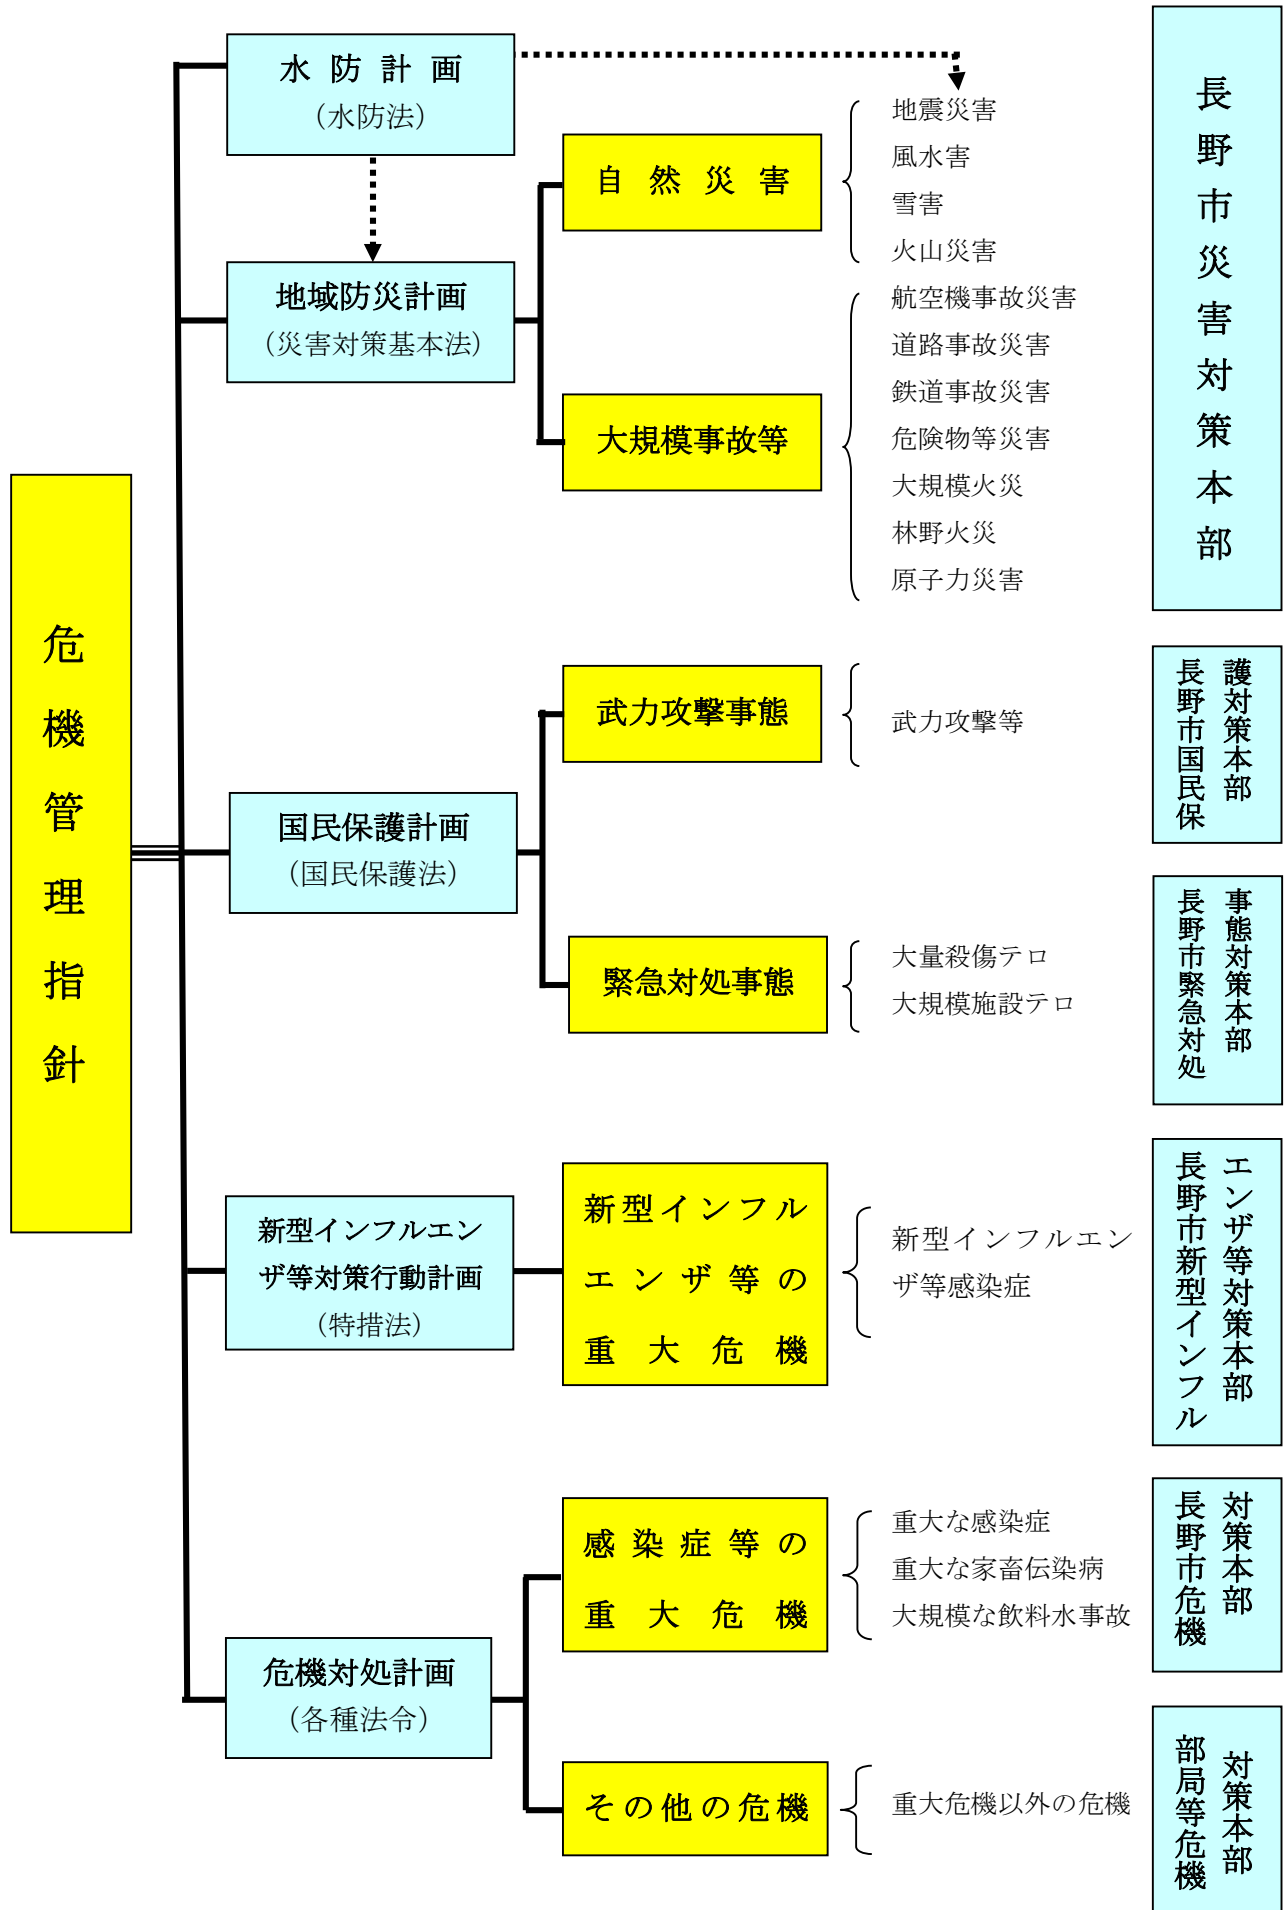 危機管理指針
水防計画
（水防法）
地域防災計画
（災害対策基本法）
自然災害
地震災害
風水害
雪害
火山災害
大規模事故等
航空機事故災害
道路事故災害
鉄道事故災害
危険物等災害
大規模火災
林野火災
原子力災害
長野市災害対策本部
国民保護計画
（国民保護法）
武力攻撃事態
武力攻撃等
長野市国民保
護対策本部
緊急対処事態
大量殺傷テロ
大規模施設テロ
長野市緊急対処
事態対策本部
新型インフルエン
ザ等対策行動計画
（特措法）
新型インフル
エンザ等の
重大危機
新型インフルエン
ザ等感染症
長野市新型インフル
エンザ等対策本部
危機対処計画
（各種法令）
感染症等の
重大危機
重大な感染症
重大な家畜伝染病
大規模な飲料水事故
長野市危機
対策本部
その他の危機
重大危機以外の危機
部局等危機
対策本部